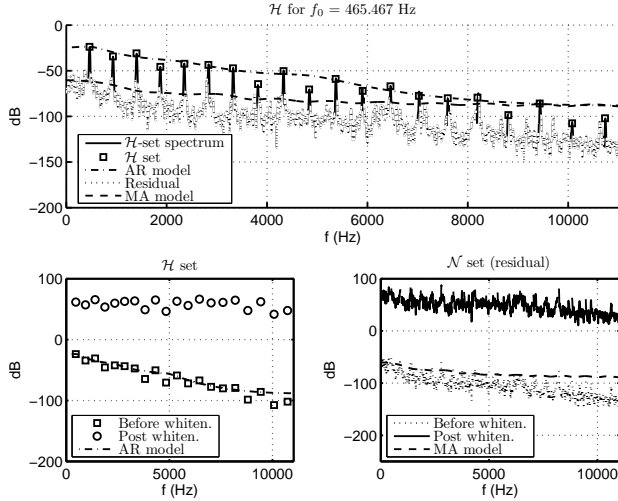 ℋ for f₀ = 465.467 Hz
0
−50
−100
−150
−200
dB
ℋ-set spectrum
ℋ set
AR model
Residual
MA model
0 2000 4000 6000 8000 10000
f (Hz)
ℋ set
100
0
−100
−200
dB
Before whiten.
Post whiten.
AR model
0 5000 10000
f (Hz)
𝒩 set (residual)
100
0
−100
−200
dB
Before whiten.
Post whiten.
MA model
0 5000 10000
f (Hz)